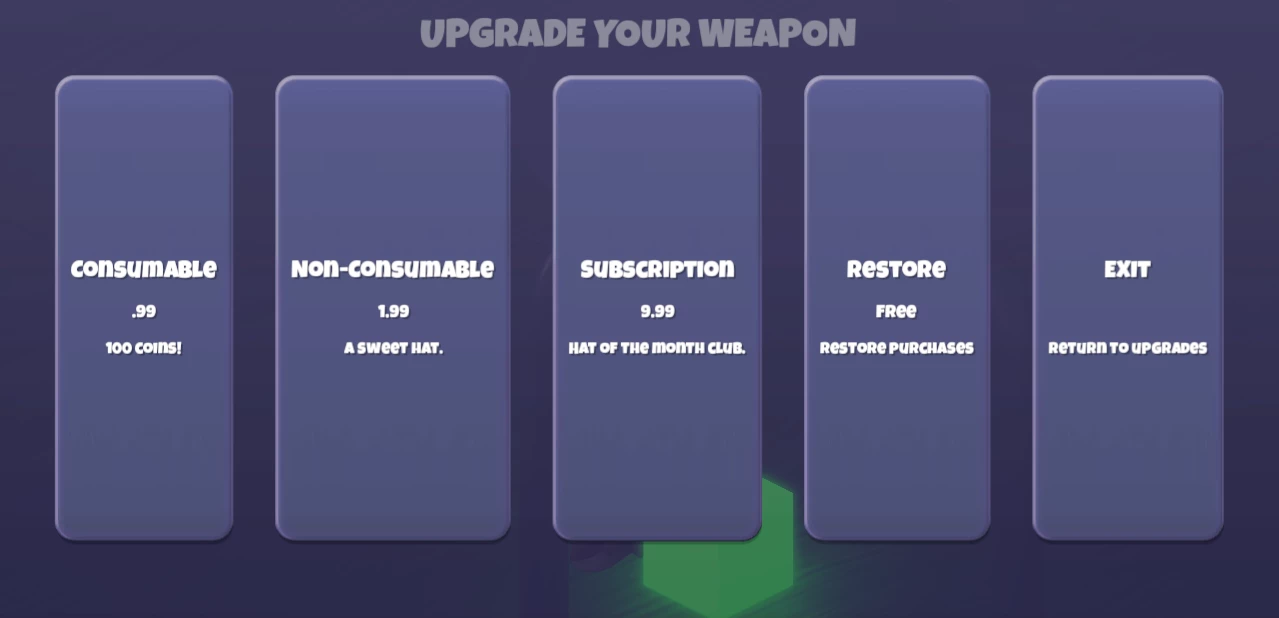 UPGRADE YOUR WEAPON
Consumable
.99
100 coins!
Non-Consumable
1.99
A sweet hat.
Subscription
9.99
Hat of the month club.
Restore
Free
Restore Purchases
Exit
Return to upgrades